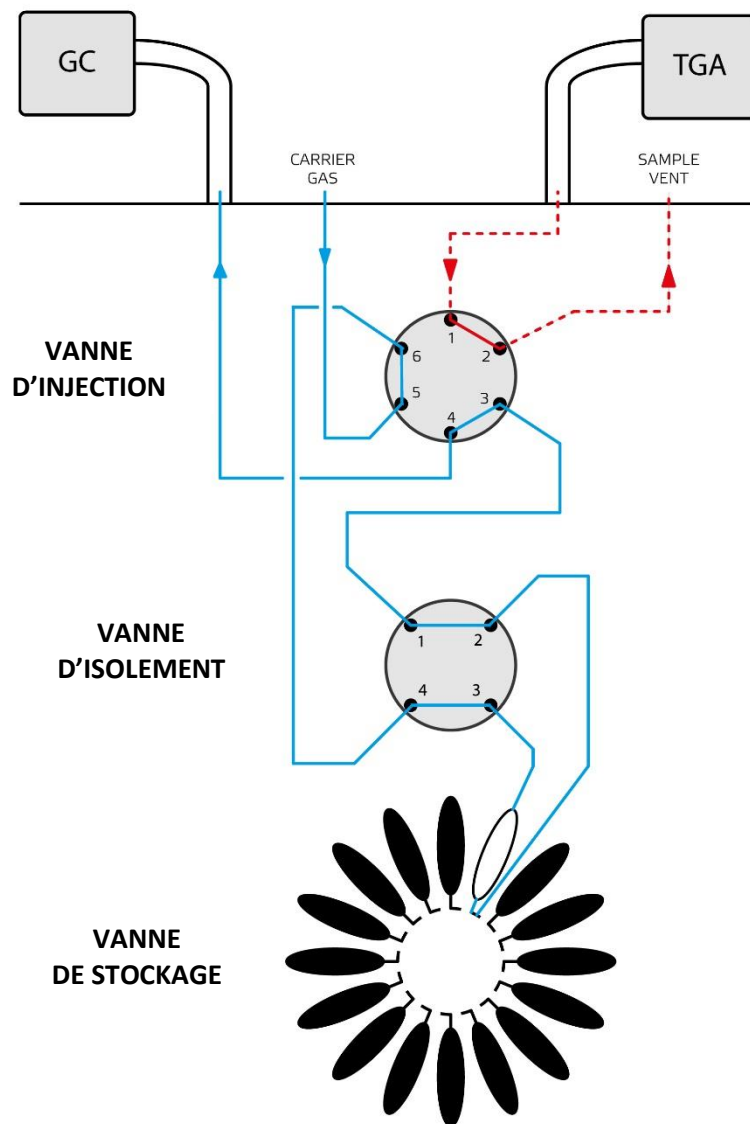 GC
TGA
CARRIER
GAS
SAMPLE
VENT
VANNE
D’INJECTION
1
6
2
5
3
4
VANNE
D’ISOLEMENT
1
2
4
3
VANNE
DE STOCKAGE